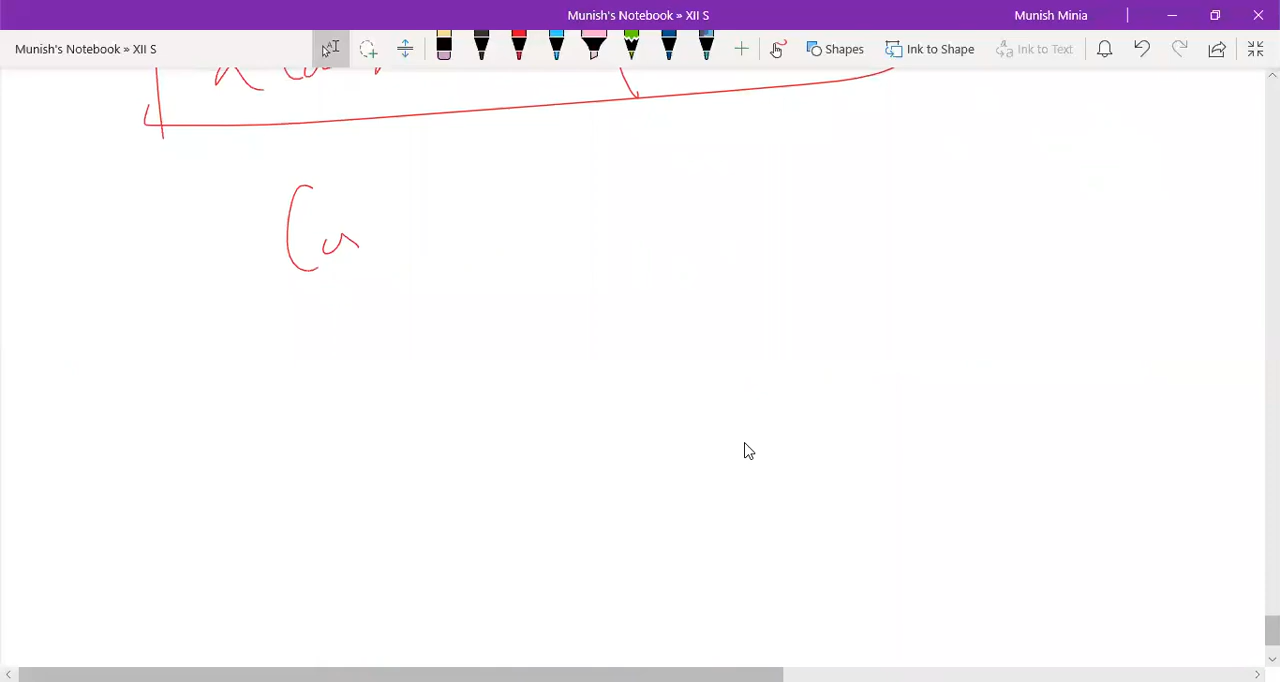 Munish's Notebook » XII S
Munish Minia
Munish's Notebook » XII S
Shapes
Ink to Shape
Ink to Text